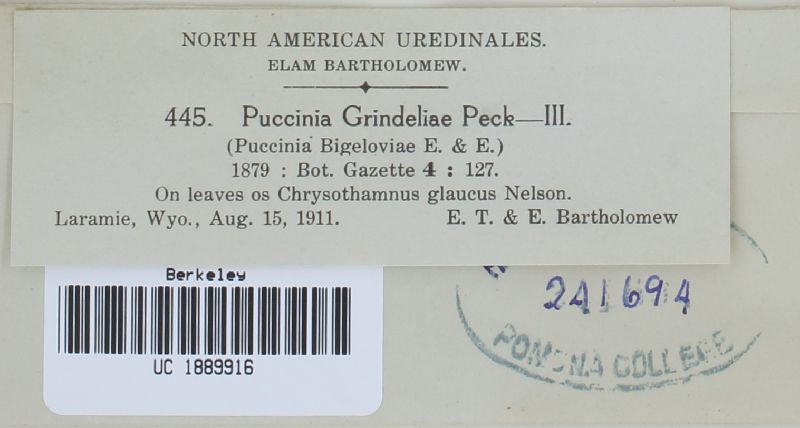 NORTH AMERICAN UREDINALES.
ELAM BARTHOLOMEW.
445. Puccinia Grindeliae Peck—III.
(Puccinia Bigeloviae E. & E.)
1879 : Bot. Gazette 4 : 127.
On leaves os Chrysothamnus glaucus Nelson.
Laramie, Wyo., Aug. 15, 1911. E. T. & E. Bartholomew
Berkeley
UC 1889916
241694
POMONA COLLEGE